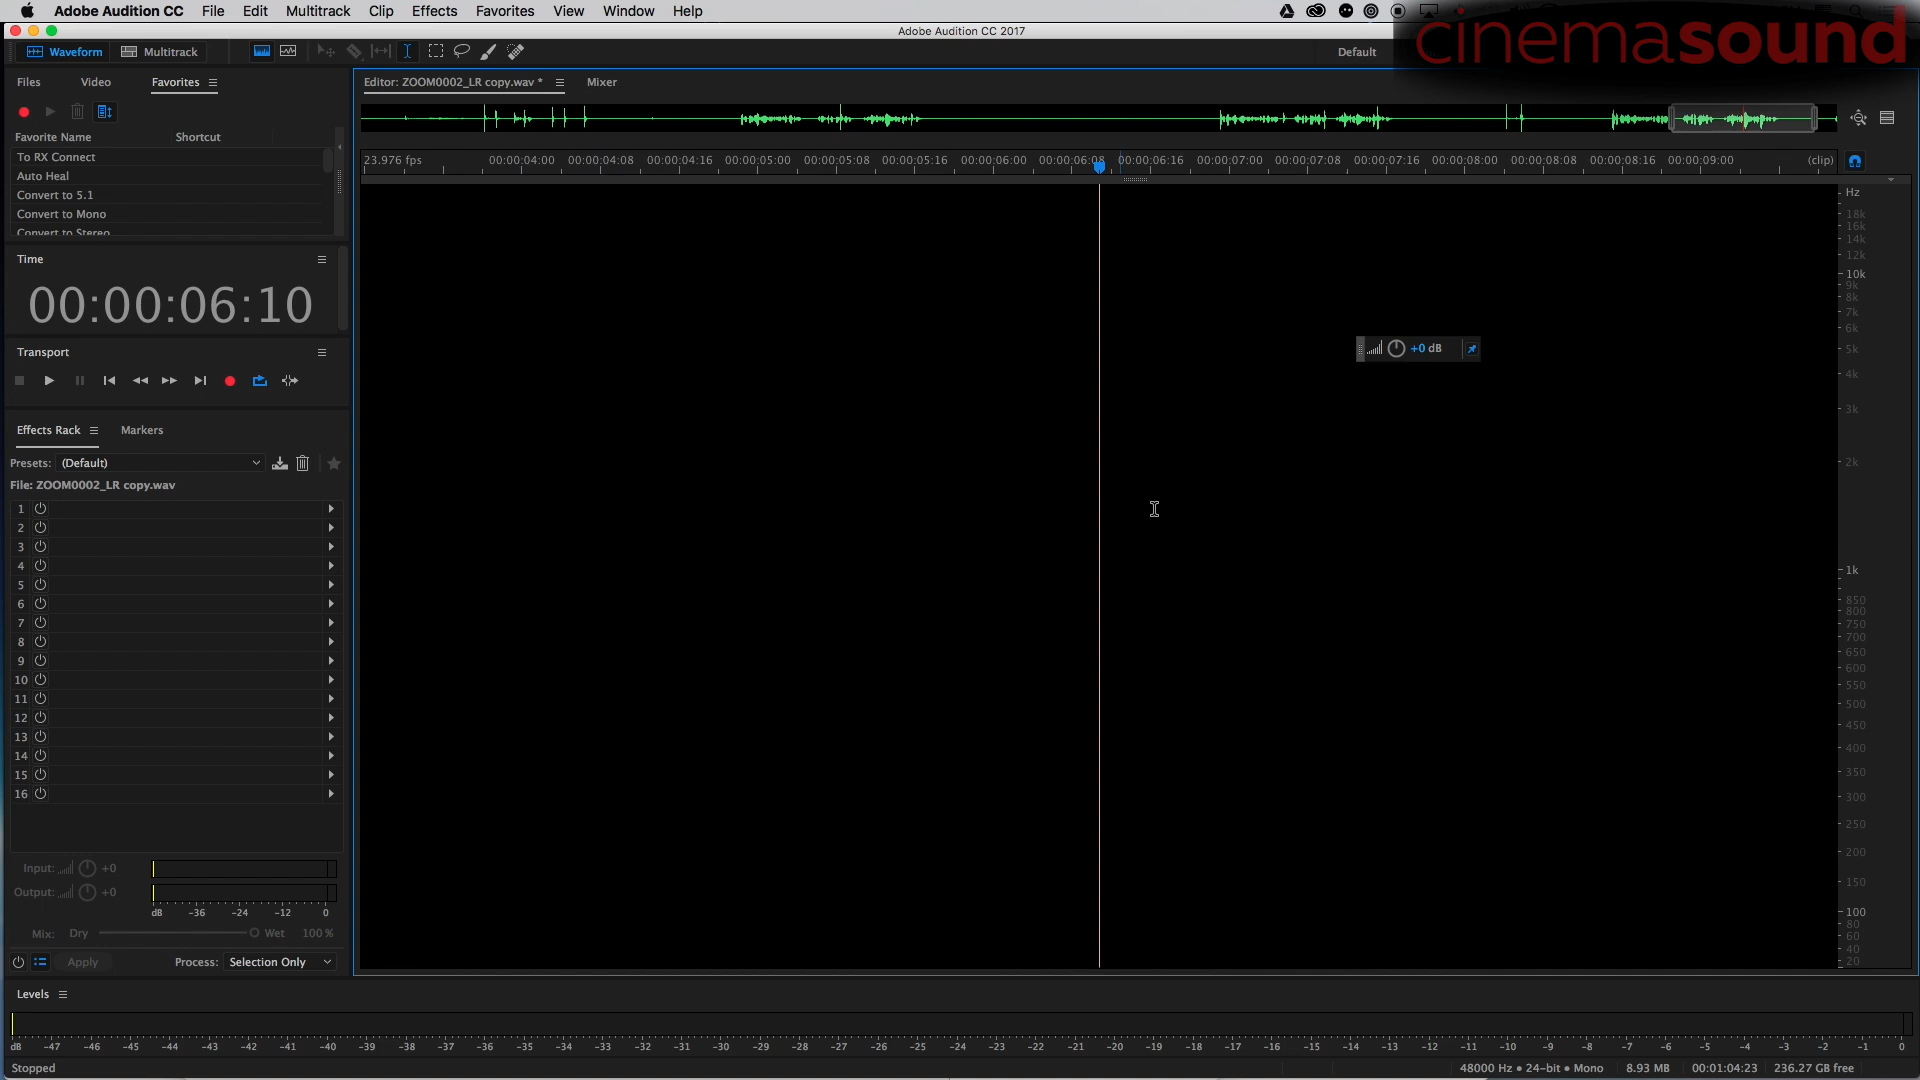 Adobe Audition CC File Edit Multitrack Clip Effects Favorites View Window Help
Adobe Audition CC 2017
cinemasound
Waveform Multitrack Default
Files Video Favorites
Editor: ZOOM0002_LR copy.wav * Mixer
Favorite Name Shortcut
To RX Connect
Auto Heal
Convert to 5.1
Convert to Mono
Convert to Stereo
23.976 fps 00:00:04:00 00:00:04:08 00:00:04:16 00:00:05:00 00:00:05:08 00:00:05:16 00:00:06:00 00:00:06:08 00:00:06:16 00:00:07:00 00:00:07:08 00:00:07:16 00:00:08:00 00:00:08:08 00:00:08:16 00:00:09:00 (clip)
Time
00:00:06:10
Transport
Effects Rack Markers
Presets: (Default)
File: ZOOM0002_LR copy.wav
1
2
3
4
5
6
7
8
9
10
11
12
13
14
15
16
Input: +0
Output: +0
dB -36 -24 -12 0
Mix: Dry Wet 100 %
Apply Process: Selection Only
+0 dB
Hz
18k
16k
14k
12k
10k
9k
8k
7k
6k
5k
4k
3k
2k
1k
850
800
750
700
650
600
550
500
450
400
350
300
250
200
150
100
80
60
40
20
Levels
dB -47 -46 -45 -44 -43 -42 -41 -40 -39 -38 -37 -36 -35 -34 -33 -32 -31 -30 -29 -28 -27 -26 -25 -24 -23 -22 -21 -20 -19 -18 -17 -16 -15 -14 -13 -12 -11 -10 -9 -8 -7 -6 -5 -4 -3 -2 -1 0
Stopped 48000 Hz • 24-bit • Mono 8.93 MB 00:01:04:23 236.27 GB free